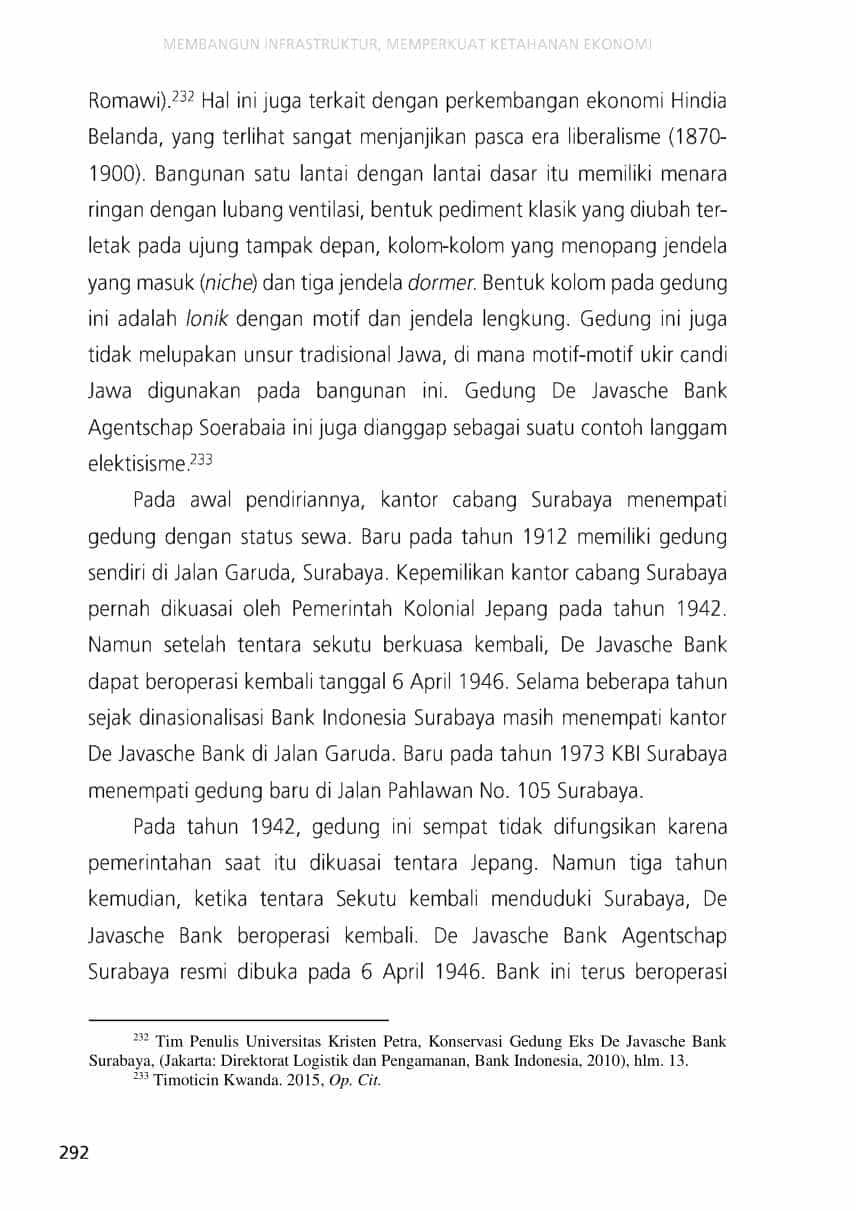 MEMBANGUN INFRASTRUKTUR, MEMPERKUAT KETAHANAN EKONOMI
Romawi).232 Hal ini juga terkait dengan perkembangan ekonomi Hindia
Belanda, yang terlihat sangat menjanjikan pasca era liberalisme (1870-
1900). Bangunan satu lantai dengan lantai dasar itu memiliki menara
ringan dengan lubang ventilasi, bentuk pediment klasik yang diubah ter-
letak pada ujung tampak depan, kolom-kolom yang menopang jendela
yang masuk (niche) dan tiga jendela dormer. Bentuk kolom pada gedung
ini adalah Ionik dengan motif dan jendela lengkung. Gedung ini juga
tidak melupakan unsur tradisional Jawa, di mana motif-motif ukir candi
Jawa digunakan pada bangunan ini. Gedung De Javasche Bank
Agentschap Soerabaia ini juga dianggap sebagai suatu contoh langgam
elektisisme.233
Pada awal pendiriannya, kantor cabang Surabaya menempati
gedung dengan status sewa. Baru pada tahun 1912 memiliki gedung
sendiri di Jalan Garuda, Surabaya. Kepemilikan kantor cabang Surabaya
pernah dikuasai oleh Pemerintah Kolonial Jepang pada tahun 1942.
Namun setelah tentara sekutu berkuasa kembali, De Javasche Bank
dapat beroperasi kembali tanggal 6 April 1946. Selama beberapa tahun
sejak dinasionalisasi Bank Indonesia Surabaya masih menempati kantor
De Javasche Bank di Jalan Garuda. Baru pada tahun 1973 KBI Surabaya
menempati gedung baru di Jalan Pahlawan No. 105 Surabaya.
Pada tahun 1942, gedung ini sempat tidak difungsikan karena
pemerintahan saat itu dikuasai tentara Jepang. Namun tiga tahun
kemudian, ketika tentara Sekutu kembali menduduki Surabaya, De
Javasche Bank beroperasi kembali. De Javasche Bank Agentschap
Surabaya resmi dibuka pada 6 April 1946. Bank ini terus beroperasi
232 Tim Penulis Universitas Kristen Petra, Konservasi Gedung Eks De Javasche Bank
Surabaya, (Jakarta: Direktorat Logistik dan Pengamanan, Bank Indonesia, 2010), hlm. 13.
233 Timoticin Kwanda. 2015, Op. Cit.
292